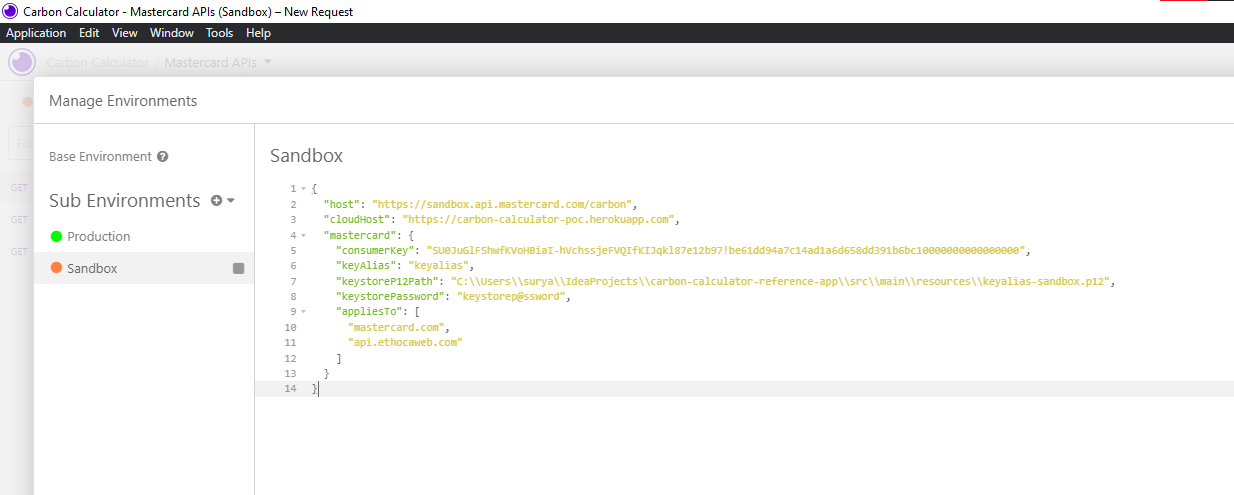 Carbon Calculator - Mastercard APIs (Sandbox) – New Request
Application Edit View Window Tools Help
Carbon Calculator / Mastercard APIs
Manage Environments
Filt
GET
GET
GET
Base Environment
Sub Environments
Production
Sandbox
Sandbox
1 {
2 "host": "https://sandbox.api.mastercard.com/carbon",
3 "cloudHost": "https://carbon-calculator-poc.herokuapp.com",
4 "mastercard": {
5 "consumerKey": "SU0JuGlFShwfKVoHBiaI-hVchssjeFVQIfKIJqkl87e12b97!be61dd94a7c14ad1a6d658dd391b6bc10000000000000000",
6 "keyAlias": "keyalias",
7 "keystoreP12Path": "C:\\Users\\surya\\IdeaProjects\\carbon-calculator-reference-app\\src\\main\\resources\\keyalias-sandbox.p12",
8 "keystorePassword": "keystorep@ssword",
9 "appliesTo": [
10 "mastercard.com",
11 "api.ethocaweb.com"
12 ]
13 }
14 }